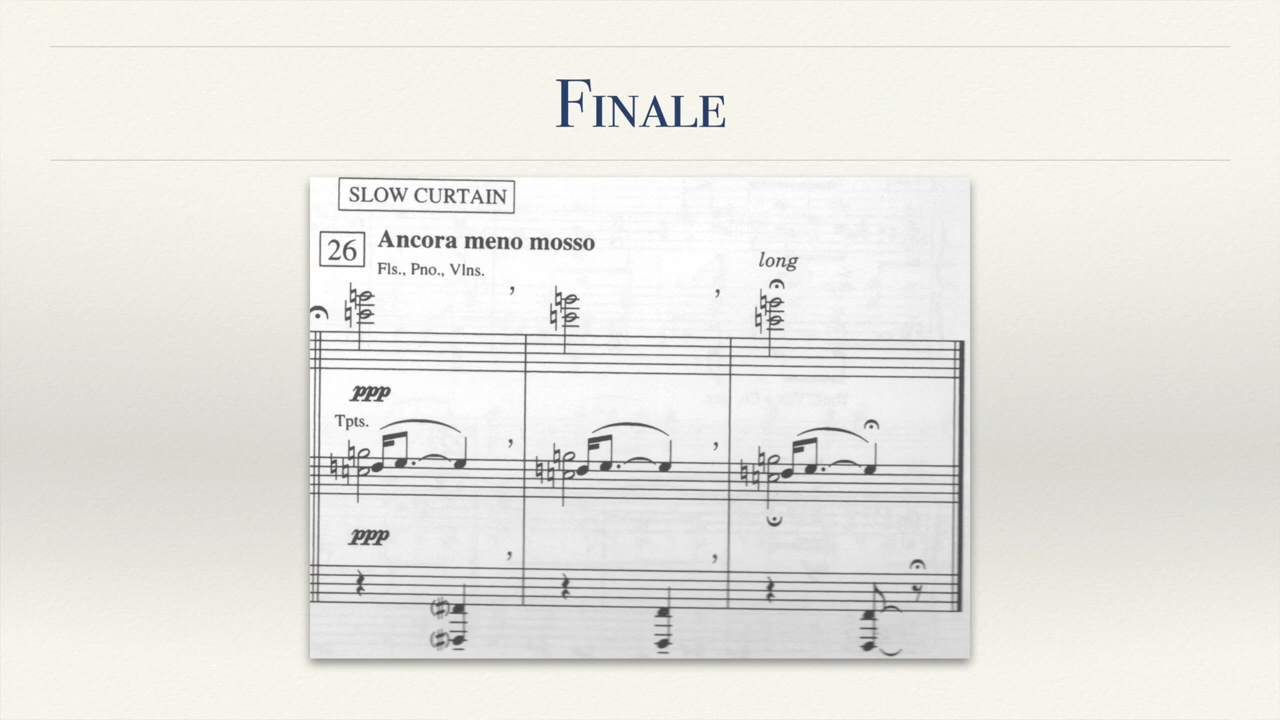 FINALE
SLOW CURTAIN
26 Ancora meno mosso
Fls., Pno., Vlns.
long
ppp
Tpts.
ppp